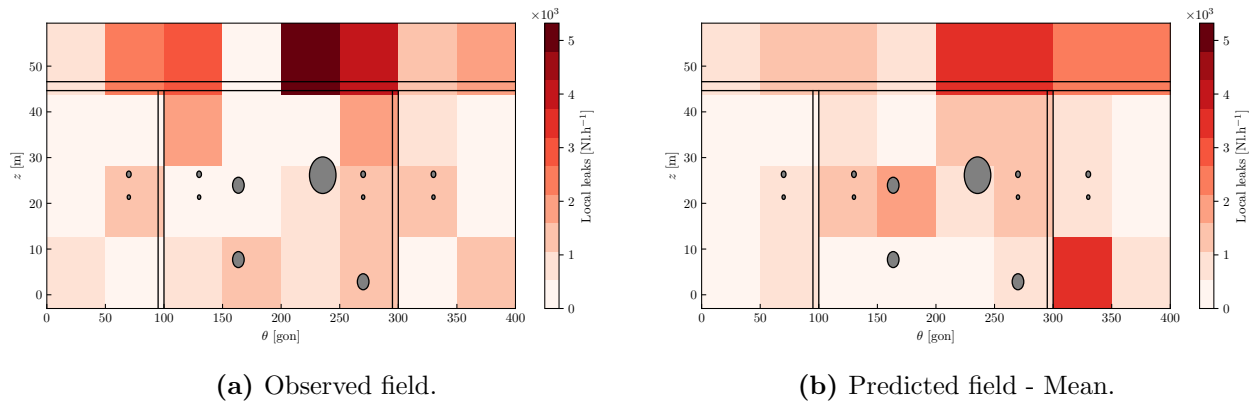 ×10³
50
40
30
20
10
0
z [m]
0 50 100 150 200 250 300 350 400
θ [gon]
5
4
3
2
1
0
Local leaks [Nl.h⁻¹]
(a) Observed field.
×10³
50
40
30
20
10
0
z [m]
0 50 100 150 200 250 300 350 400
θ [gon]
5
4
3
2
1
0
Local leaks [Nl.h⁻¹]
(b) Predicted field - Mean.